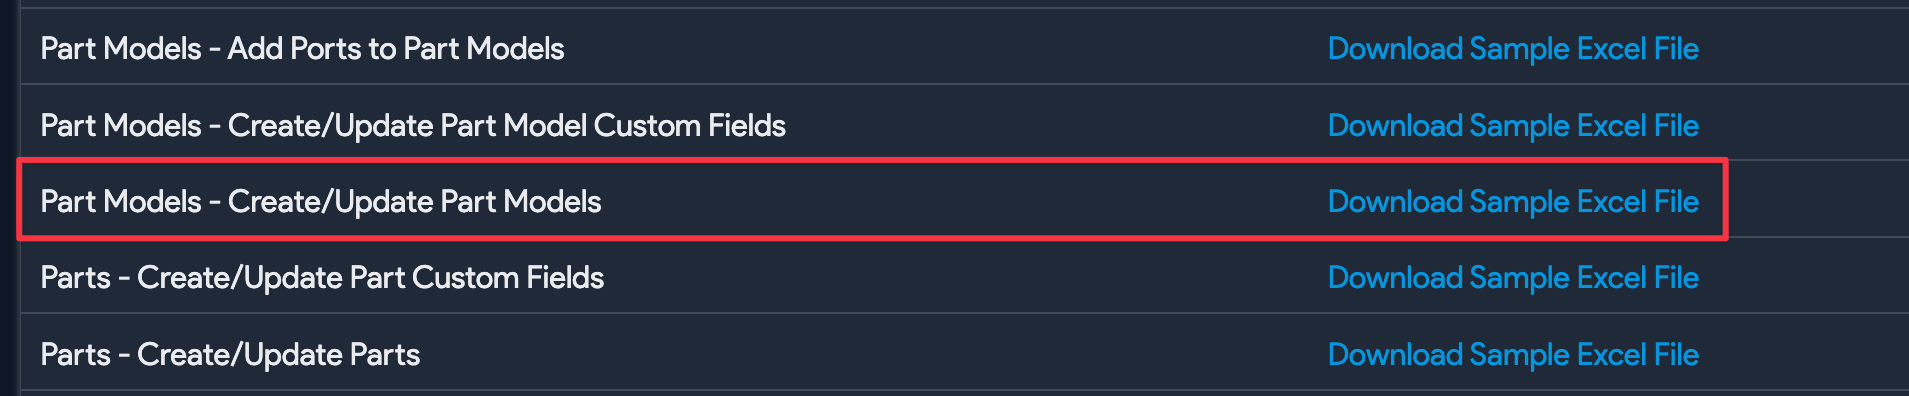 Part Models - Add Ports to Part Models Download Sample Excel File
Part Models - Create/Update Part Model Custom Fields Download Sample Excel File
Part Models - Create/Update Part Models Download Sample Excel File
Parts - Create/Update Part Custom Fields Download Sample Excel File
Parts - Create/Update Parts Download Sample Excel File